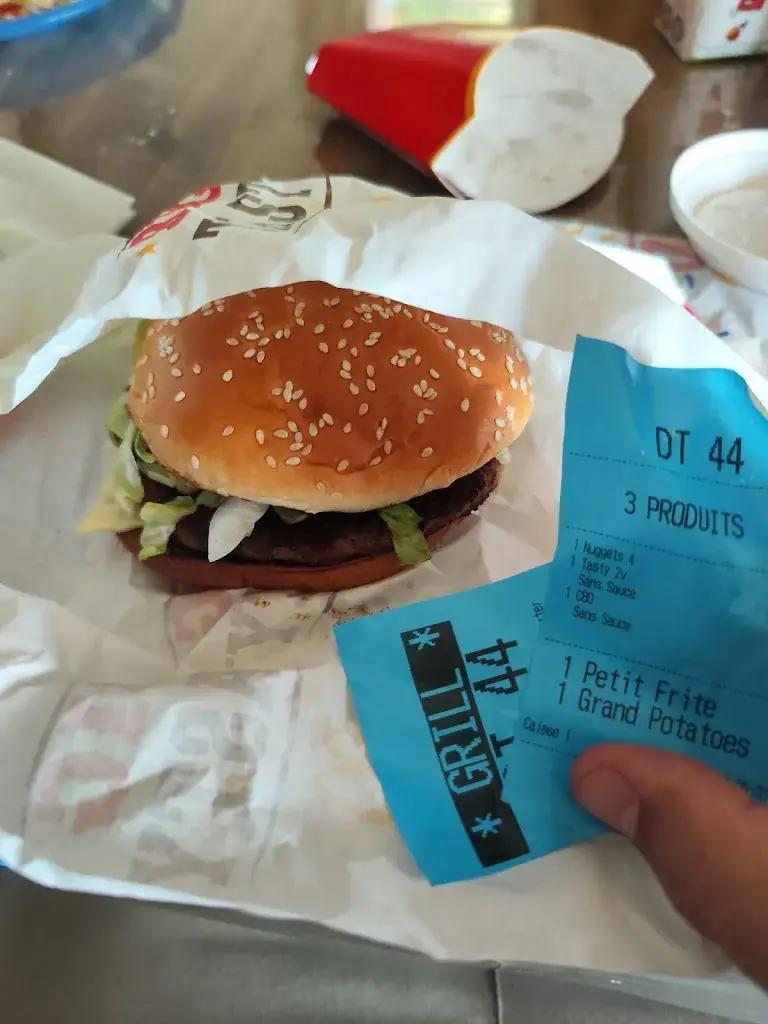 BIG
TASTY
DT 44
3 PRODUITS
1 Nuggets 4
1 Tasty 2v
Sans Sauce
1 CBO
Sans Sauce
1 Petit Frite
1 Grand Potatoes
Caisse
* GRILL *
44